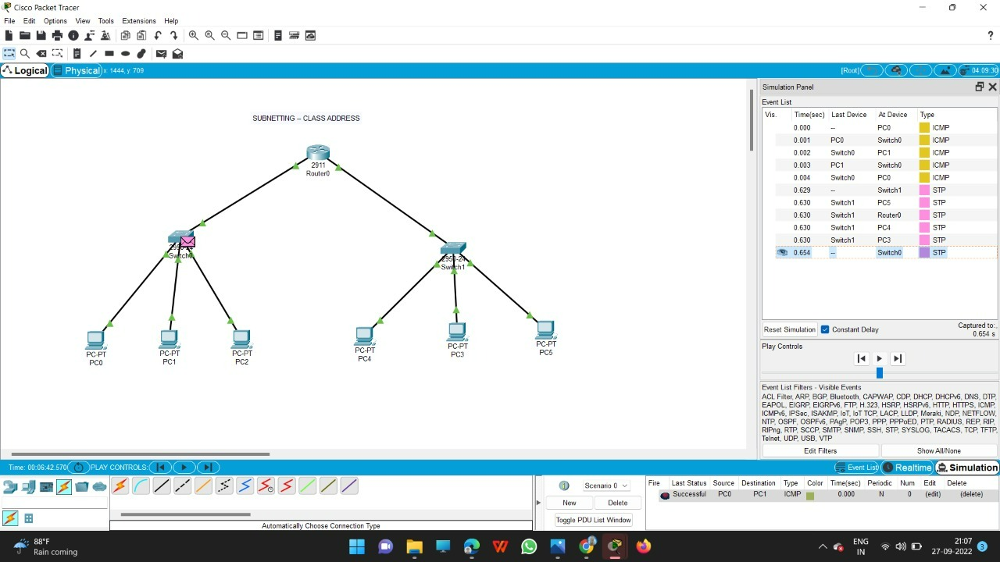 Cisco Packet Tracer
File Edit Options View Tools Extensions Help
?
Logical Physical x: 1444, y: 709 [Root] 04:09:30
SUBNETTING -- CLASS ADDRESS
2911
Router0
Switch0
2950-24
Switch1
PC-PT
PC0
PC-PT
PC1
PC-PT
PC2
PC-PT
PC4
PC-PT
PC3
PC-PT
PC5
Simulation Panel
Event List
Vis. Time(sec) Last Device At Device Type
0.000 -- PC0 ICMP
0.001 PC0 Switch0 ICMP
0.002 Switch0 PC1 ICMP
0.003 PC1 Switch0 ICMP
0.004 Switch0 PC0 ICMP
0.629 -- Switch1 STP
0.630 Switch1 PC5 STP
0.630 Switch1 Router0 STP
0.630 Switch1 PC4 STP
0.630 Switch1 PC3 STP
0.654 -- Switch0 STP
Reset Simulation Constant Delay Captured to:
0.654 s
Play Controls
Event List Filters - Visible Events
ACL Filter, ARP, BGP, Bluetooth, CAPWAP, CDP, DHCP, DHCPv6, DNS, DTP,
EAPOL, EIGRP, EIGRPv6, FTP, H.323, HSRP, HSRPv6, HTTP, HTTPS, ICMP,
ICMPv6, IPSec, ISAKMP, IoT, IoT TCP, LACP, LLDP, Meraki, NDP, NETFLOW,
NTP, OSPF, OSPFv6, PAgP, POP3, PPP, PPPoED, PTP, RADIUS, REP, RIP,
RIPng, RTP, SCCP, SMTP, SNMP, SSH, STP, SYSLOG, TACACS, TCP, TFTP,
Telnet, UDP, USB, VTP
Edit Filters Show All/None
Time: 00:06:42.570 PLAY CONTROLS: Event List Realtime Simulation
Automatically Choose Connection Type
Scenario 0
New Delete
Toggle PDU List Window
Fire Last Status Source Destination Type Color Time(sec) Periodic Num Edit Delete
Successful PC0 PC1 ICMP 0.000 N 0 (edit) (delete)
88°F
Rain coming
ENG
IN
21:07
27-09-2022
3